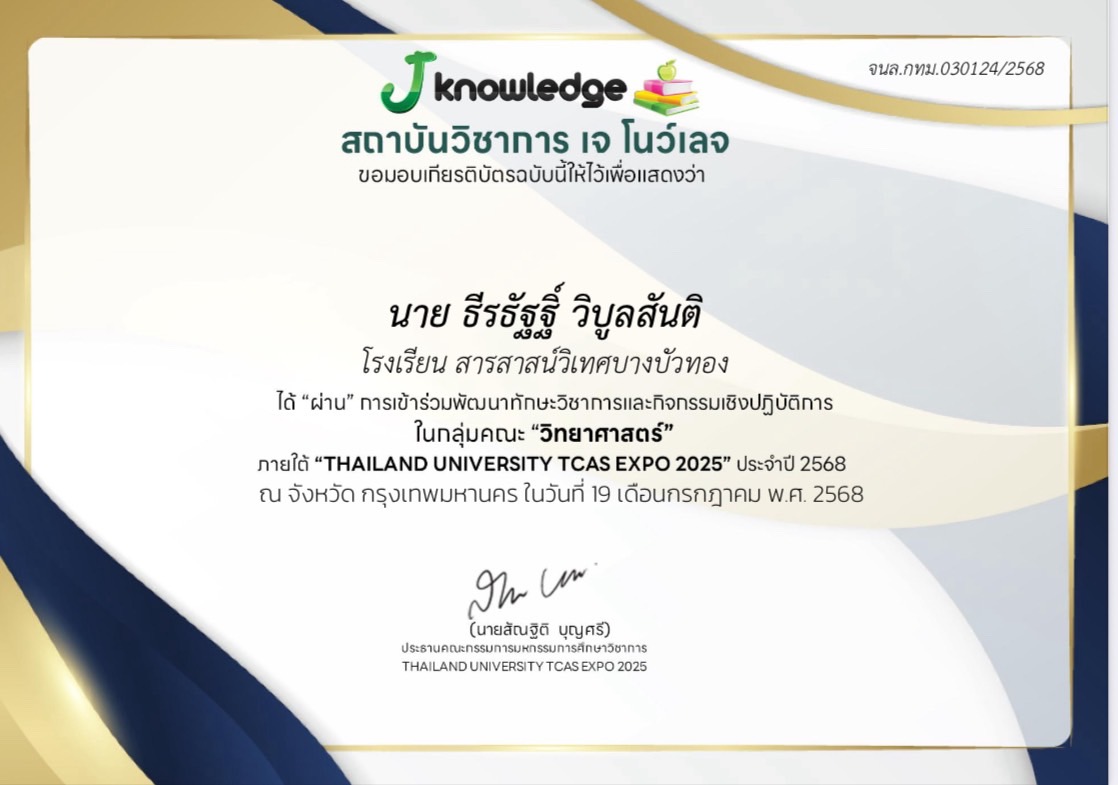 จนล.กทม.030124/2568
J knowledge
สถาบันวิชาการ เจ โนว์เลจ
ขอมอบเกียรติบัตรฉบับนี้ให้ไว้เพื่อแสดงว่า
นาย ธีรธัฐฐิ์ วิบูลสันติ
โรงเรียน สารสาสน์วิเทศบางบัวทอง
ได้ “ผ่าน” การเข้าร่วมพัฒนาทักษะวิชาการและกิจกรรมเชิงปฏิบัติการ
ในกลุ่มคณะ “วิทยาศาสตร์”
ภายใต้ “THAILAND UNIVERSITY TCAS EXPO 2025” ประจำปี 2568
ณ จังหวัด กรุงเทพมหานคร ในวันที่ 19 เดือนกรกฎาคม พ.ศ. 2568
(นายสัณฐิติ บุญศรี)
ประธานคณะกรรมการมหกรรมการศึกษาวิชาการ
THAILAND UNIVERSITY TCAS EXPO 2025